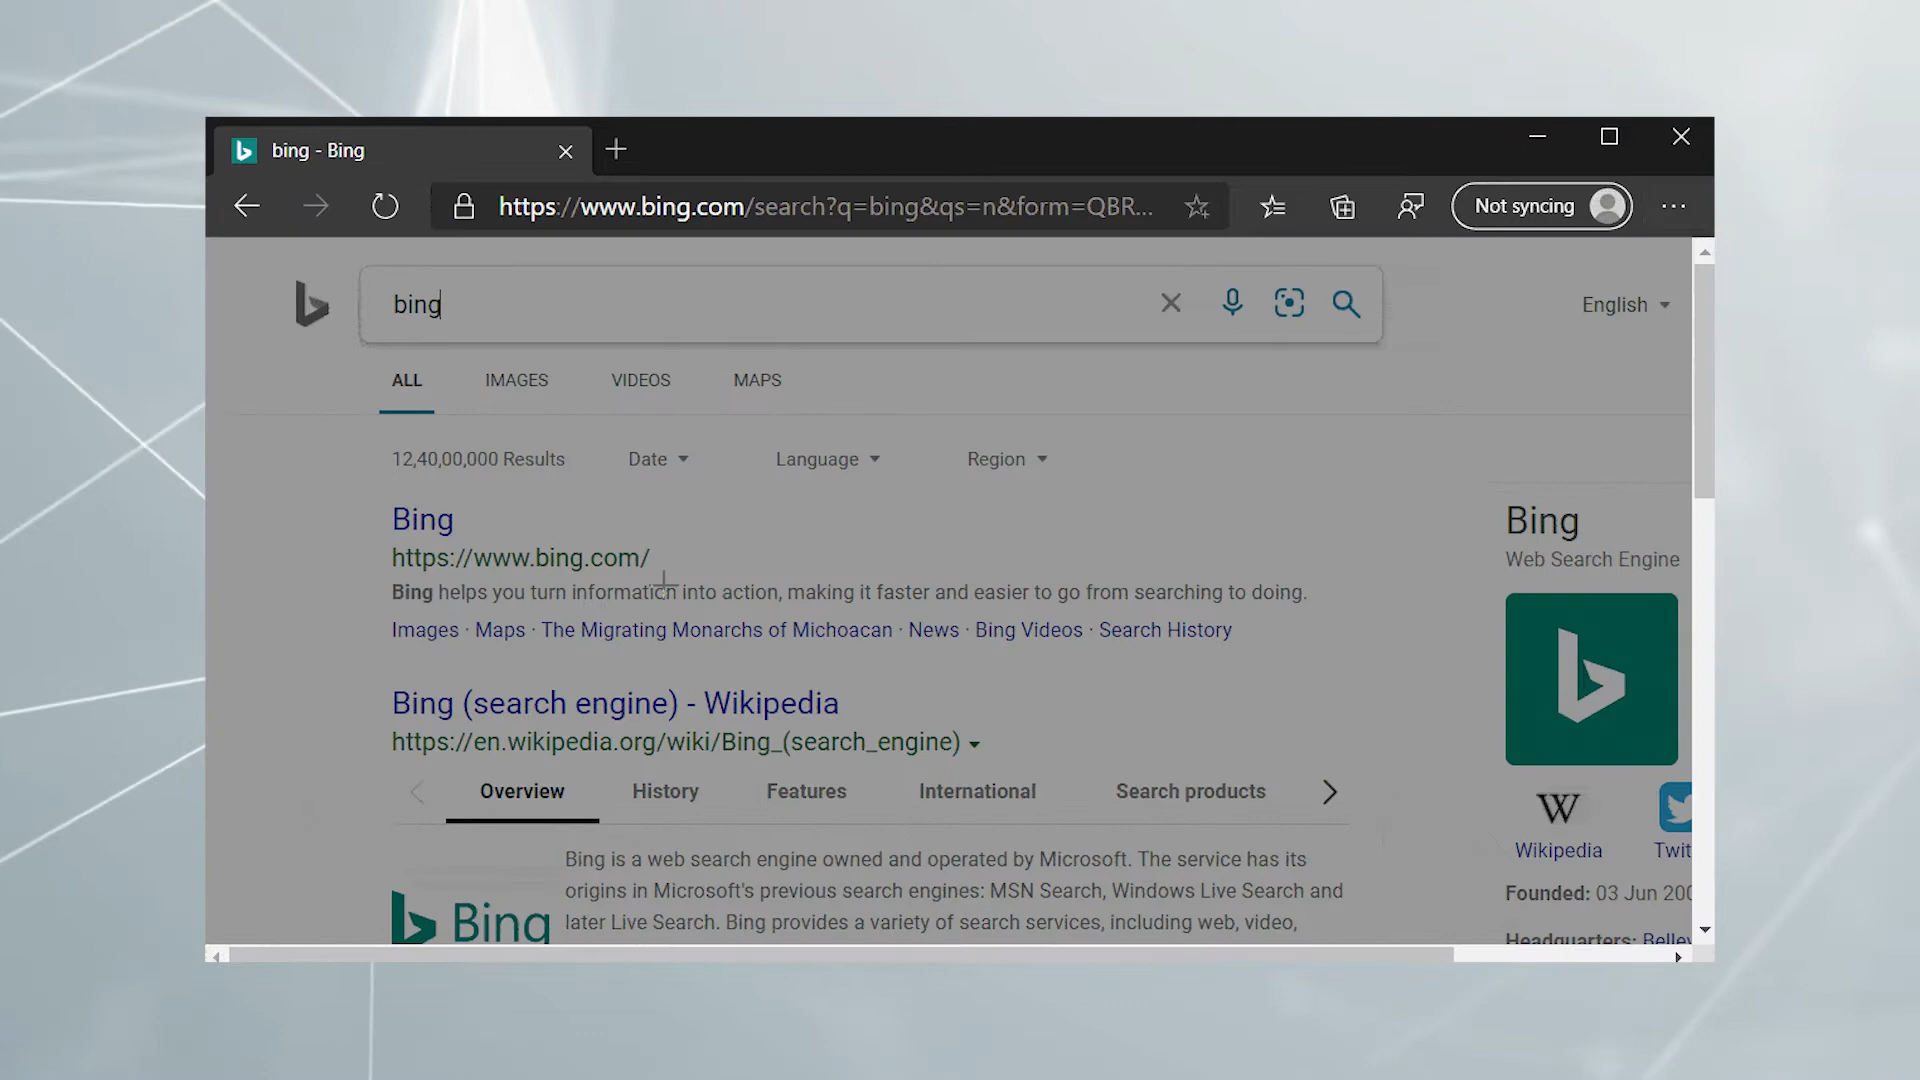 bing - Bing
https://www.bing.com/search?q=bing&qs=n&form=QBR...
Not syncing
bing
English
ALL IMAGES VIDEOS MAPS
12,40,00,000 Results Date Language Region
Bing
https://www.bing.com/
Bing helps you turn information into action, making it faster and easier to go from searching to doing.
Images · Maps · The Migrating Monarchs of Michoacan · News · Bing Videos · Search History
Bing (search engine) - Wikipedia
https://en.wikipedia.org/wiki/Bing_(search_engine)
Overview History Features International Search products
Bing is a web search engine owned and operated by Microsoft. The service has its
origins in Microsoft's previous search engines: MSN Search, Windows Live Search and
later Live Search. Bing provides a variety of search services, including web, video,
Bing
Bing
Web Search Engine
W
Wikipedia Twit
Founded: 03 Jun 200
Headquarters: Bellev